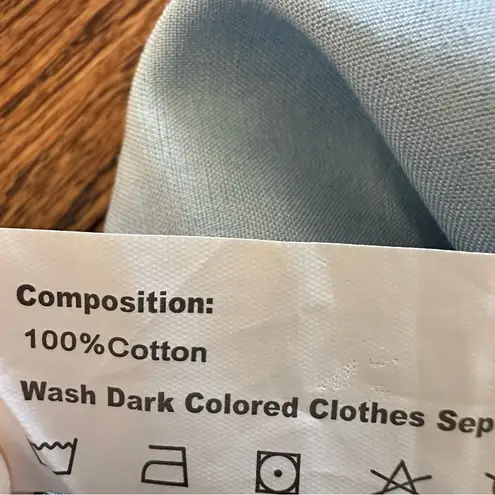 Composition:
100%Cotton
Wash Dark Colored Clothes Sep